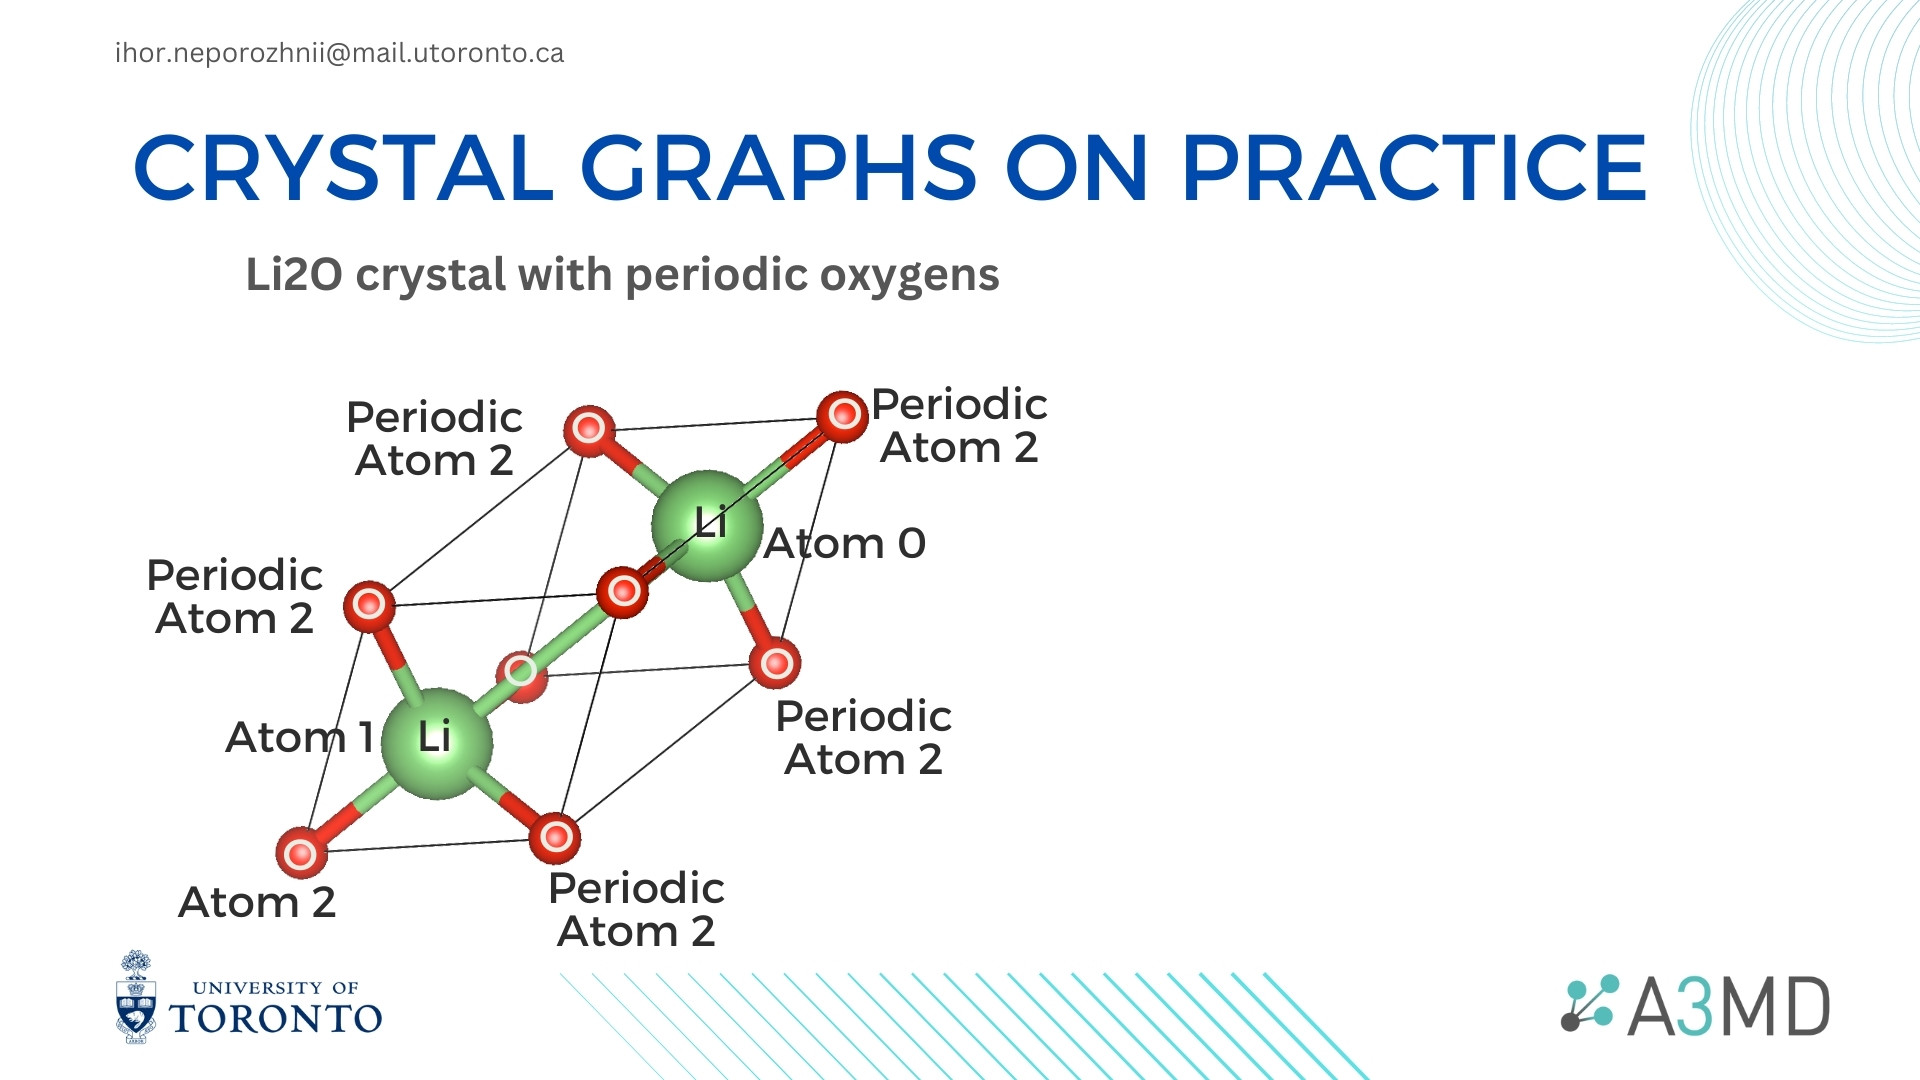 ihor.neporozhnii@mail.utoronto.ca
CRYSTAL GRAPHS ON PRACTICE
Li2O crystal with periodic oxygens
Periodic
Atom 2
Periodic
Atom 2
Li
Atom 0
Periodic
Atom 2
Periodic
Atom 2
Atom 1
Li
Atom 2
Periodic
Atom 2
UNIVERSITY OF
TORONTO
A3MD